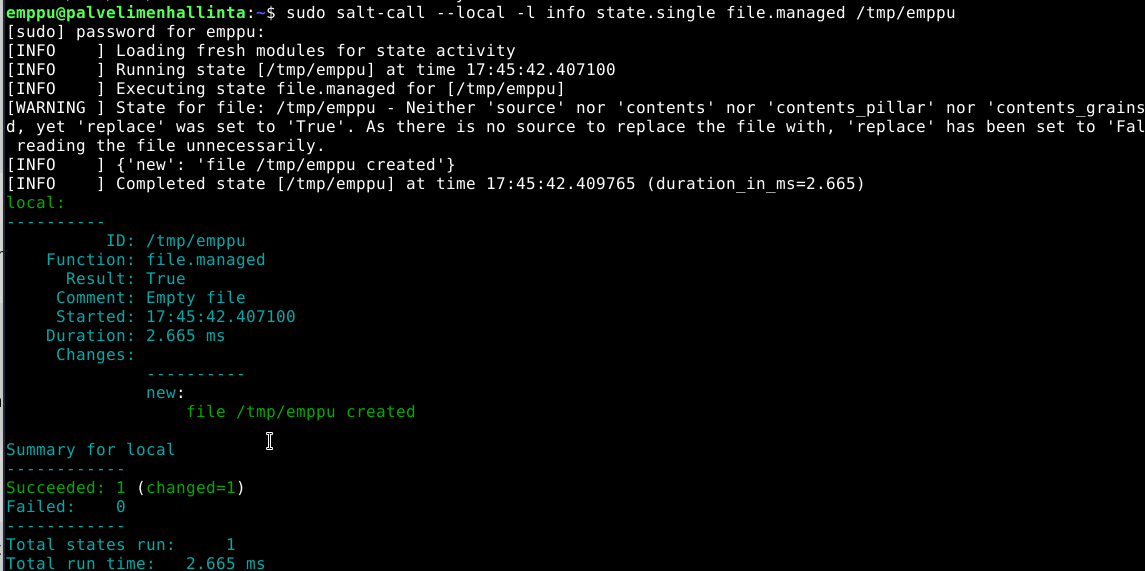 emppu@palvelimenhallinta:~$ sudo salt-call --local -l info state.single file.managed /tmp/emppu
[sudo] password for emppu:
[INFO    ] Loading fresh modules for state activity
[INFO    ] Running state [/tmp/emppu] at time 17:45:42.407100
[INFO    ] Executing state file.managed for [/tmp/emppu]
[WARNING ] State for file: /tmp/emppu - Neither 'source' nor 'contents' nor 'contents_pillar' nor 'contents_grains
d, yet 'replace' was set to 'True'. As there is no source to replace the file with, 'replace' has been set to 'Fal
 reading the file unnecessarily.
[INFO    ] {'new': 'file /tmp/emppu created'}
[INFO    ] Completed state [/tmp/emppu] at time 17:45:42.409765 (duration_in_ms=2.665)
local:
----------
          ID: /tmp/emppu
    Function: file.managed
      Result: True
     Comment: Empty file
     Started: 17:45:42.407100
    Duration: 2.665 ms
     Changes:
              ----------
              new:
                  file /tmp/emppu created

Summary for local
------------
Succeeded: 1 (changed=1)
Failed:    0
------------
Total states run:     1
Total run time:   2.665 ms